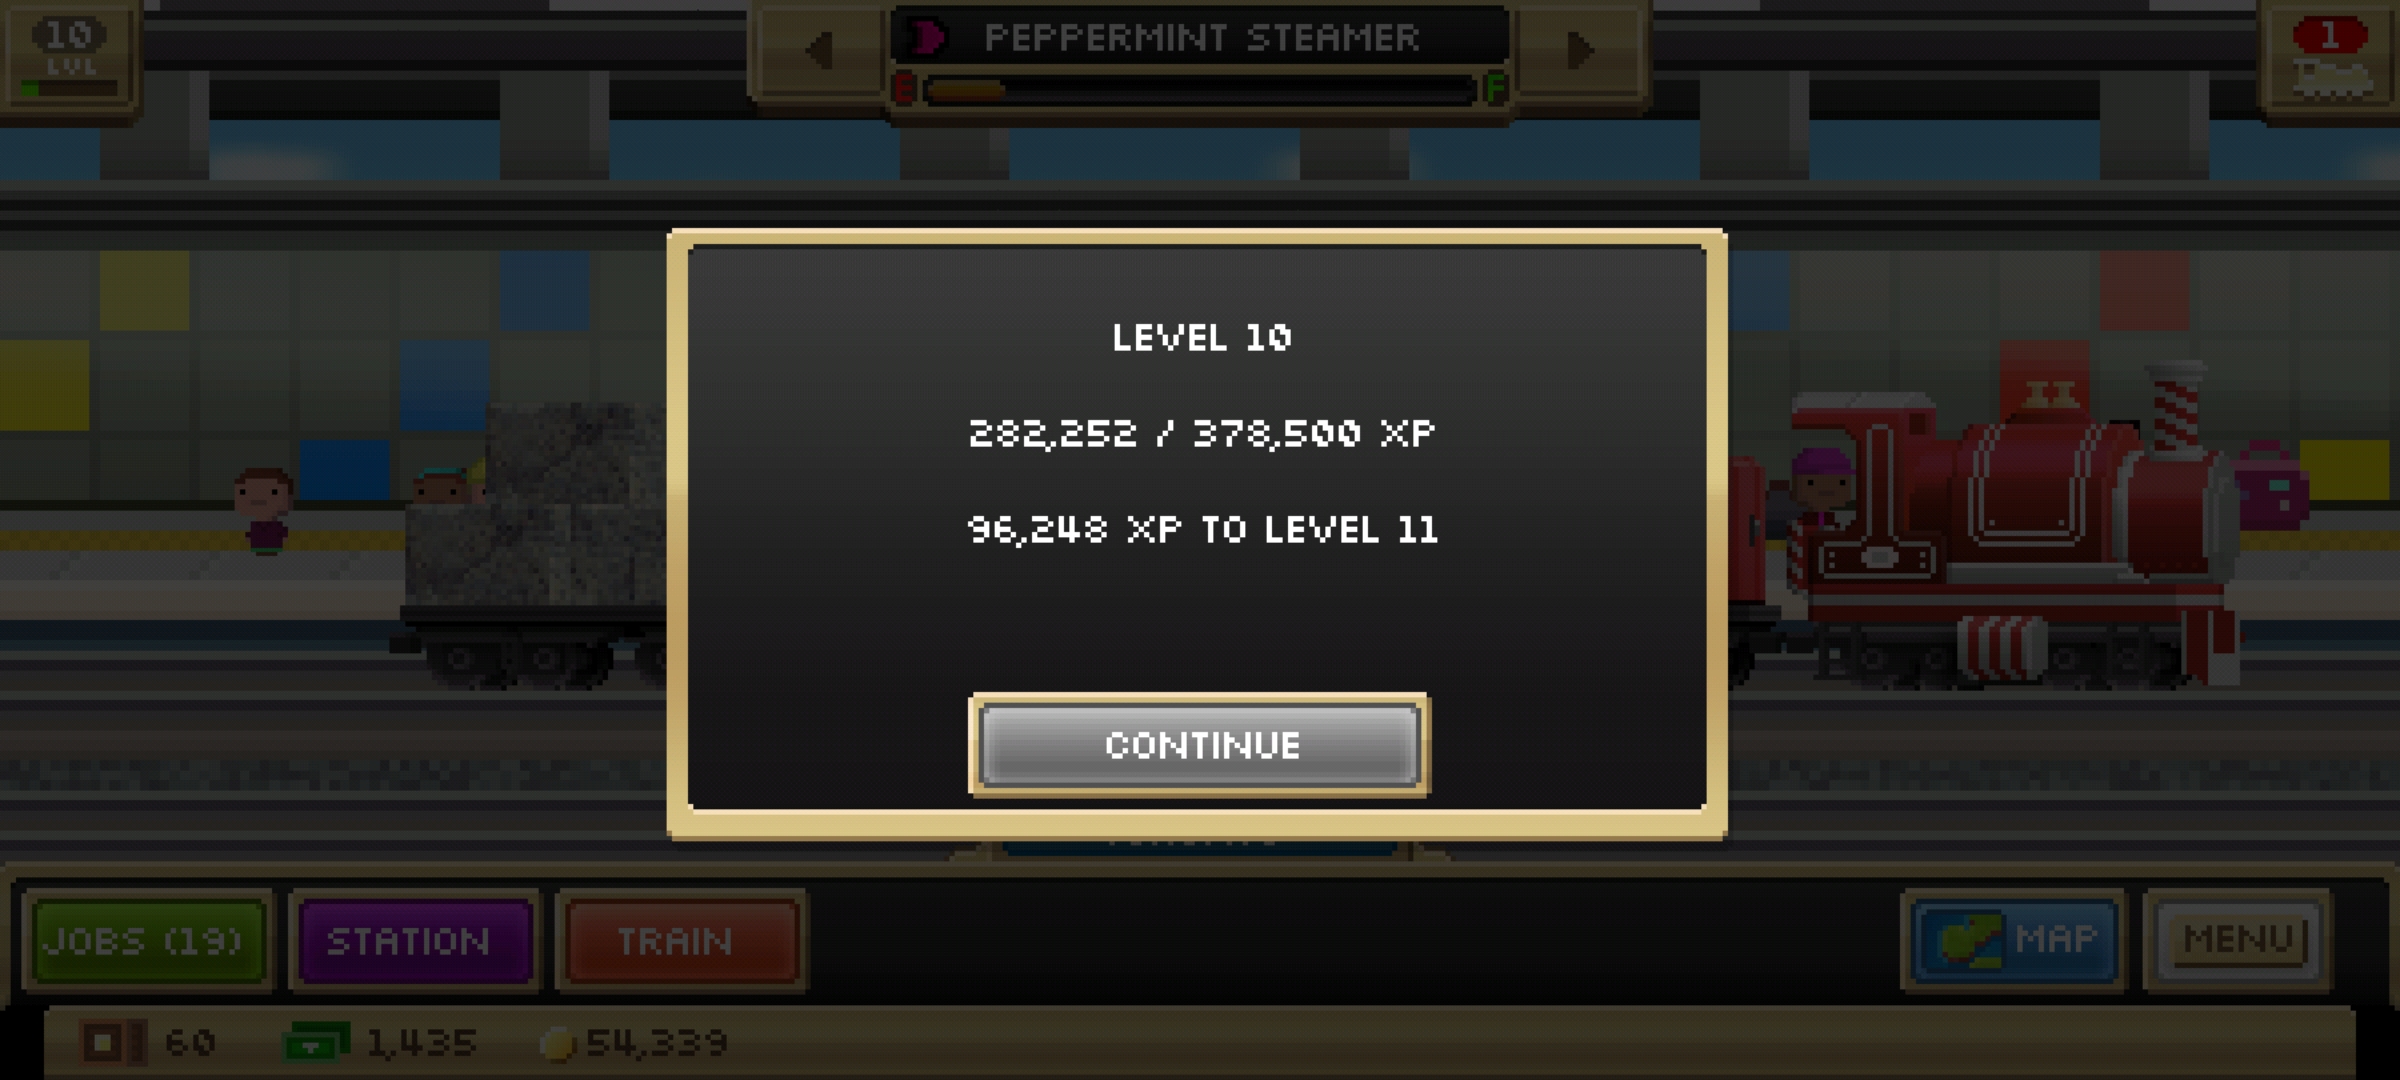 10
LVL
PEPPERMINT STEAMER
E
F
1
LEVEL 10
282,252 / 378,500 XP
96,248 XP TO LEVEL 11
CONTINUE
JOBS (19)
STATION
TRAIN
MAP
MENU
60
1,435
54,339